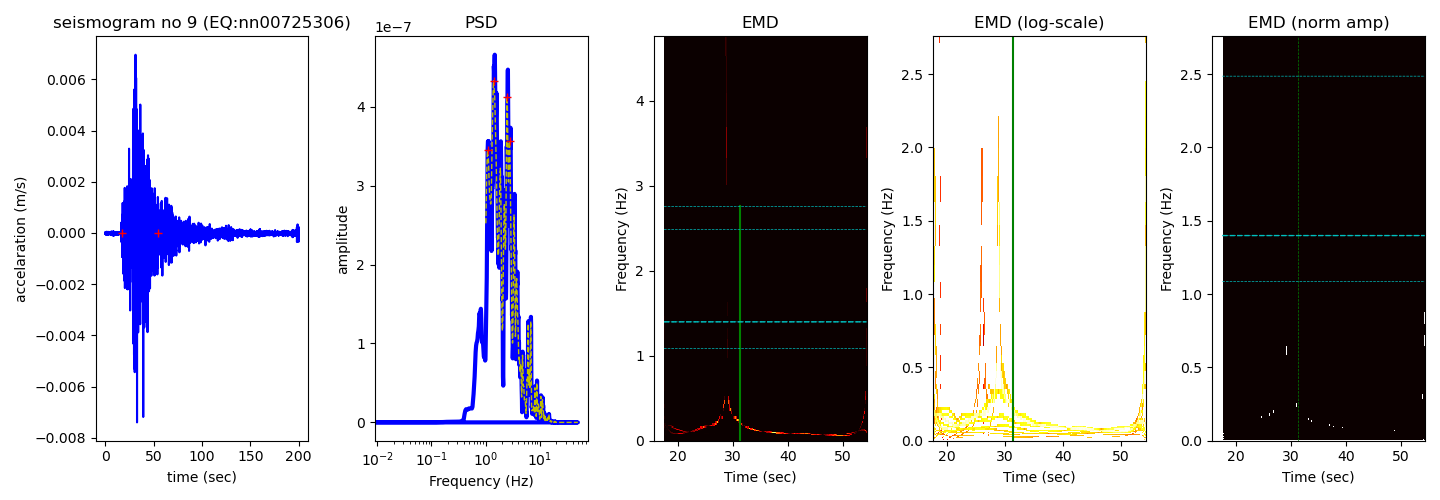 seismogram no 9 (EQ:nn00725306)
accelaration (m/s)
0.006
0.004
0.002
0.000
−0.002
−0.004
−0.006
−0.008
0 50 100 150 200
time (sec)
PSD
1e−7
amplitude
4
3
2
1
0
10⁻² 10⁻¹ 10⁰ 10¹
Frequency (Hz)
EMD
Frequency (Hz)
4
3
2
1
0
20 30 40 50
Time (sec)
EMD (log-scale)
Frequency (Hz)
2.5
2.0
1.5
1.0
0.5
0.0
20 30 40 50
Time (sec)
EMD (norm amp)
Frequency (Hz)
2.5
2.0
1.5
1.0
0.5
0.0
20 30 40 50
Time (sec)